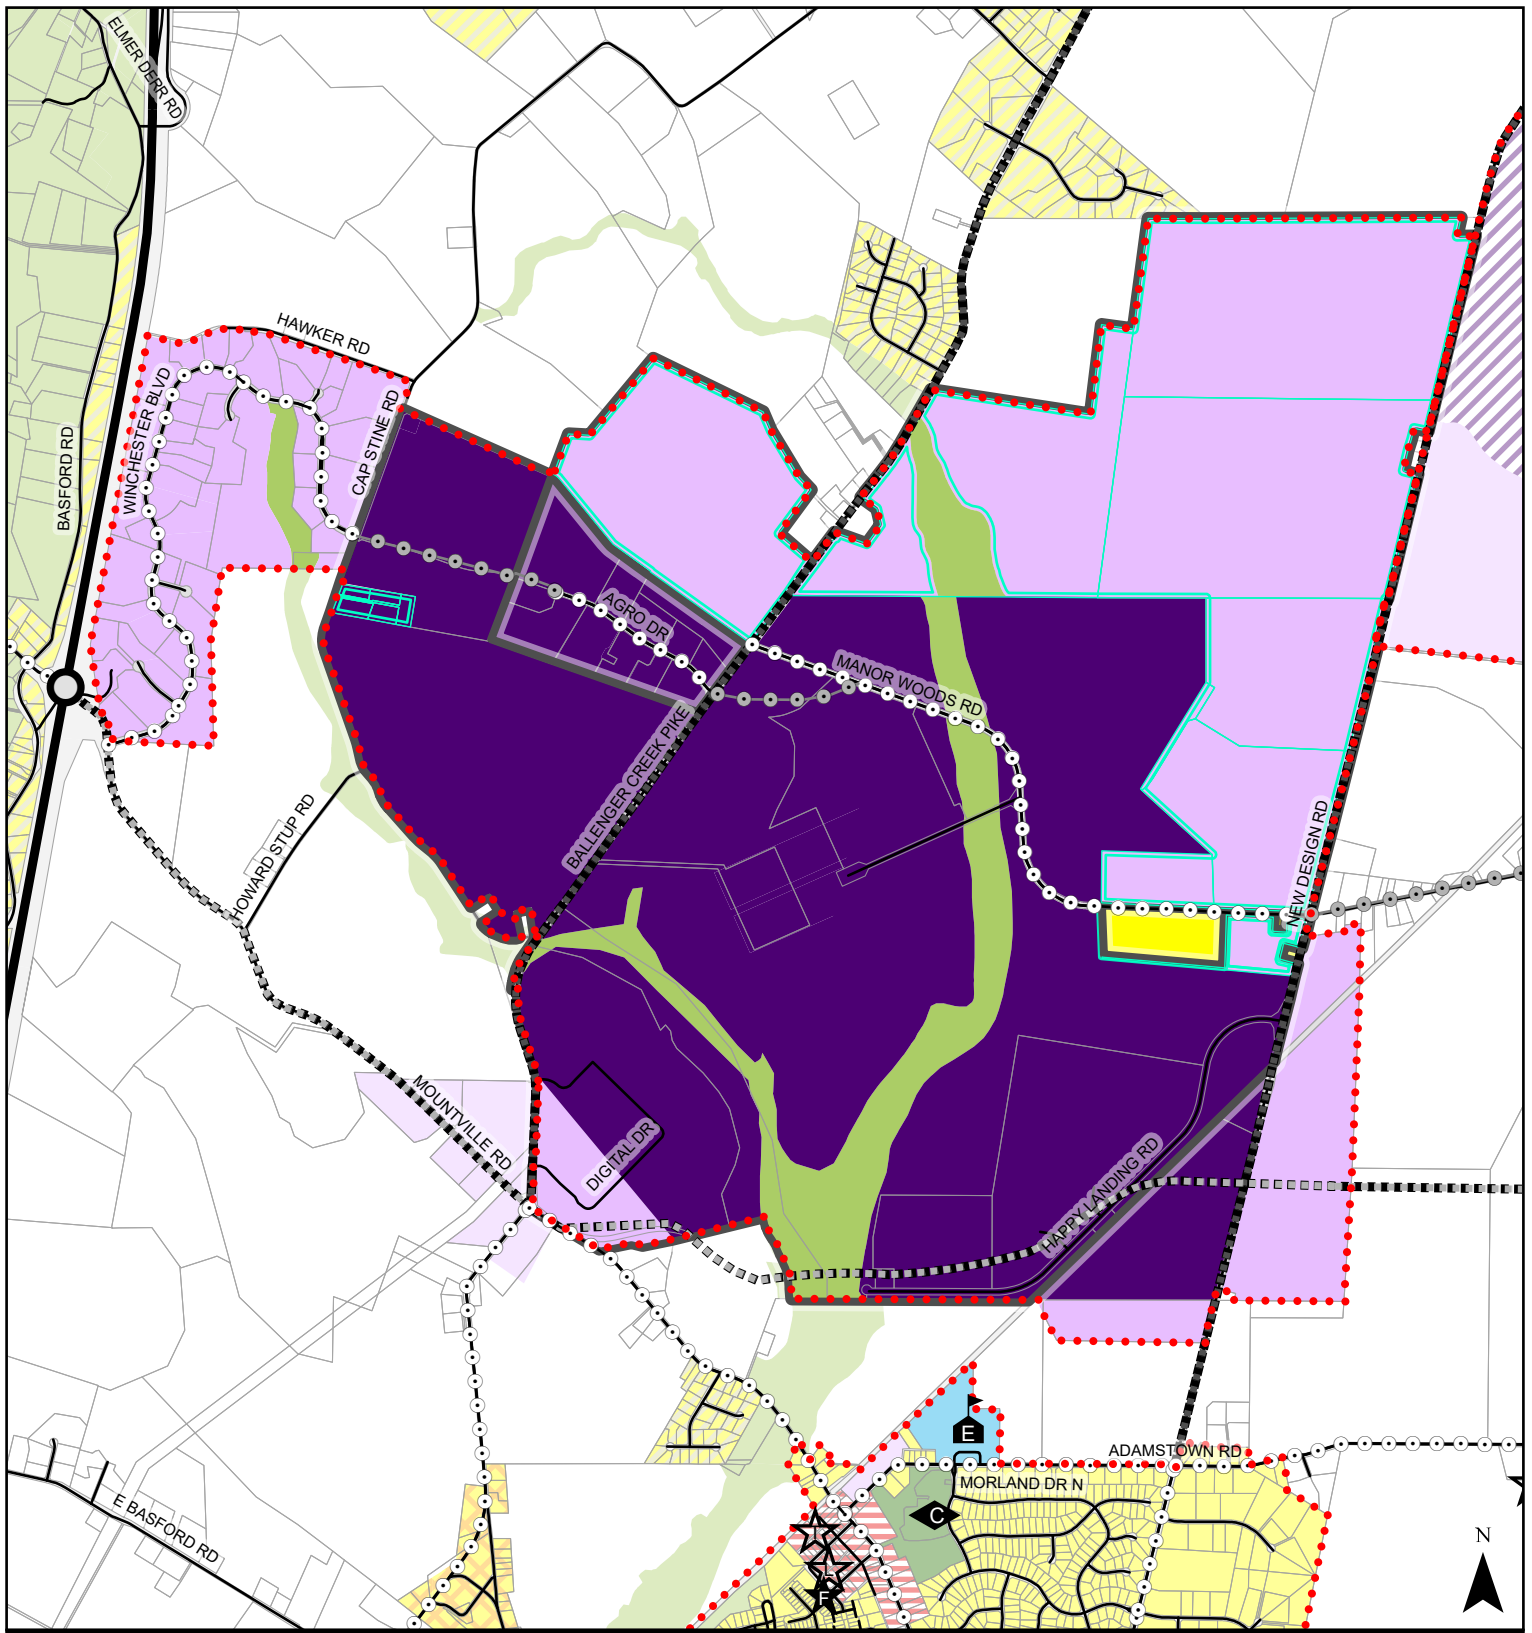 ELMER DERR RD
HAWKER RD
WINCHESTER BLVD
CAP STINE RD
BASFORD RD
AGRO DR
MANOR WOODS RD
BALLENGER CREEK PIKE
HOWARD STUP RD
NEW DESIGN RD
MOUNTVILLE RD
DIGITAL DR
HAPPY LANDING RD
E
ADAMSTOWN RD
MORLAND DR N
C
E BASFORD RD
F
N